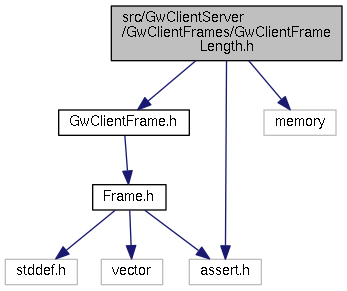 src/GwClientServer
/GwClientFrames/GwClientFrame
Length.h
GwClientFrame.h
memory
Frame.h
stddef.h
vector
assert.h